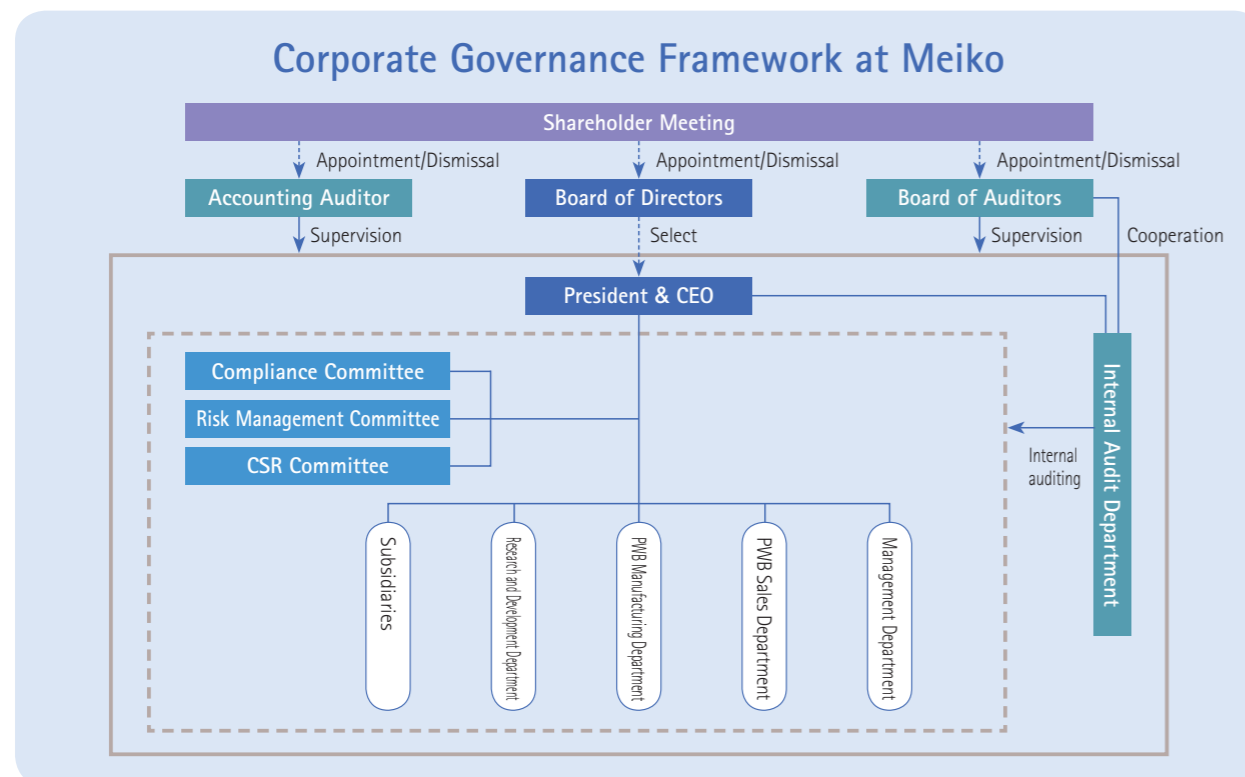 Corporate Governance Framework at Meiko
Shareholder Meeting
Appointment/Dismissal
Appointment/Dismissal
Appointment/Dismissal
Accounting Auditor
Board of Directors
Board of Auditors
Supervision
Select
Supervision
Cooperation
President & CEO
Compliance Committee
Risk Management Committee
CSR Committee
Internal
auditing
Internal Audit Department
Subsidiaries
Research and Development Department
PWB Manufacturing Department
PWB Sales Department
Management Department